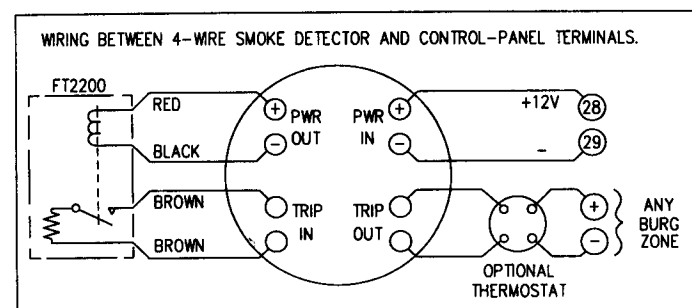 WIRING BETWEEN 4-WIRE SMOKE DETECTOR AND CONTROL-PANEL TERMINALS.
FT2200
RED
BLACK
BROWN
BROWN
+ PWR
- OUT
TRIP
IN
PWR +
IN -
TRIP
OUT
+12V 28
- 29
OPTIONAL
THERMOSTAT
+
-
ANY
BURG
ZONE